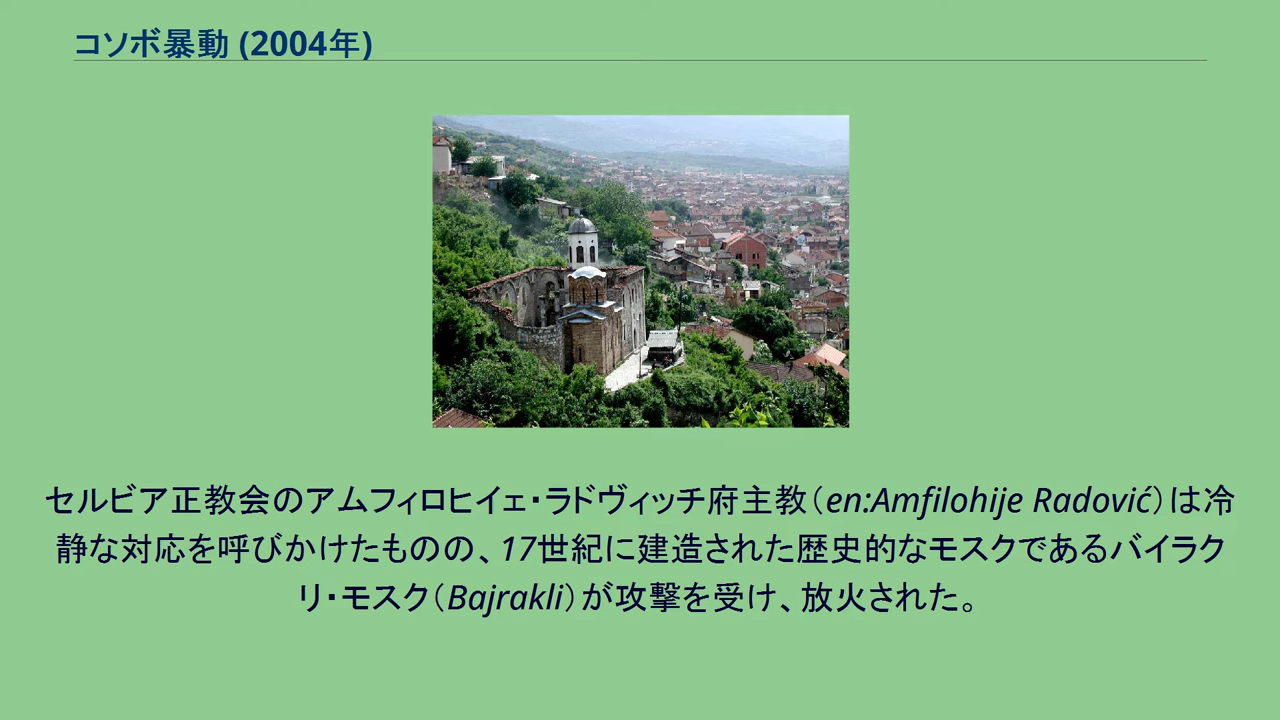 コソボ暴動 (2004年)
セルビア正教会のアムフィロヒイェ・ラドヴィッチ府主教（en:Amfilohije Radović）は冷
静な対応を呼びかけたものの、17世紀に建造された歴史的なモスクであるバイラク
リ・モスク（Bajrakli）が攻撃を受け、放火された。